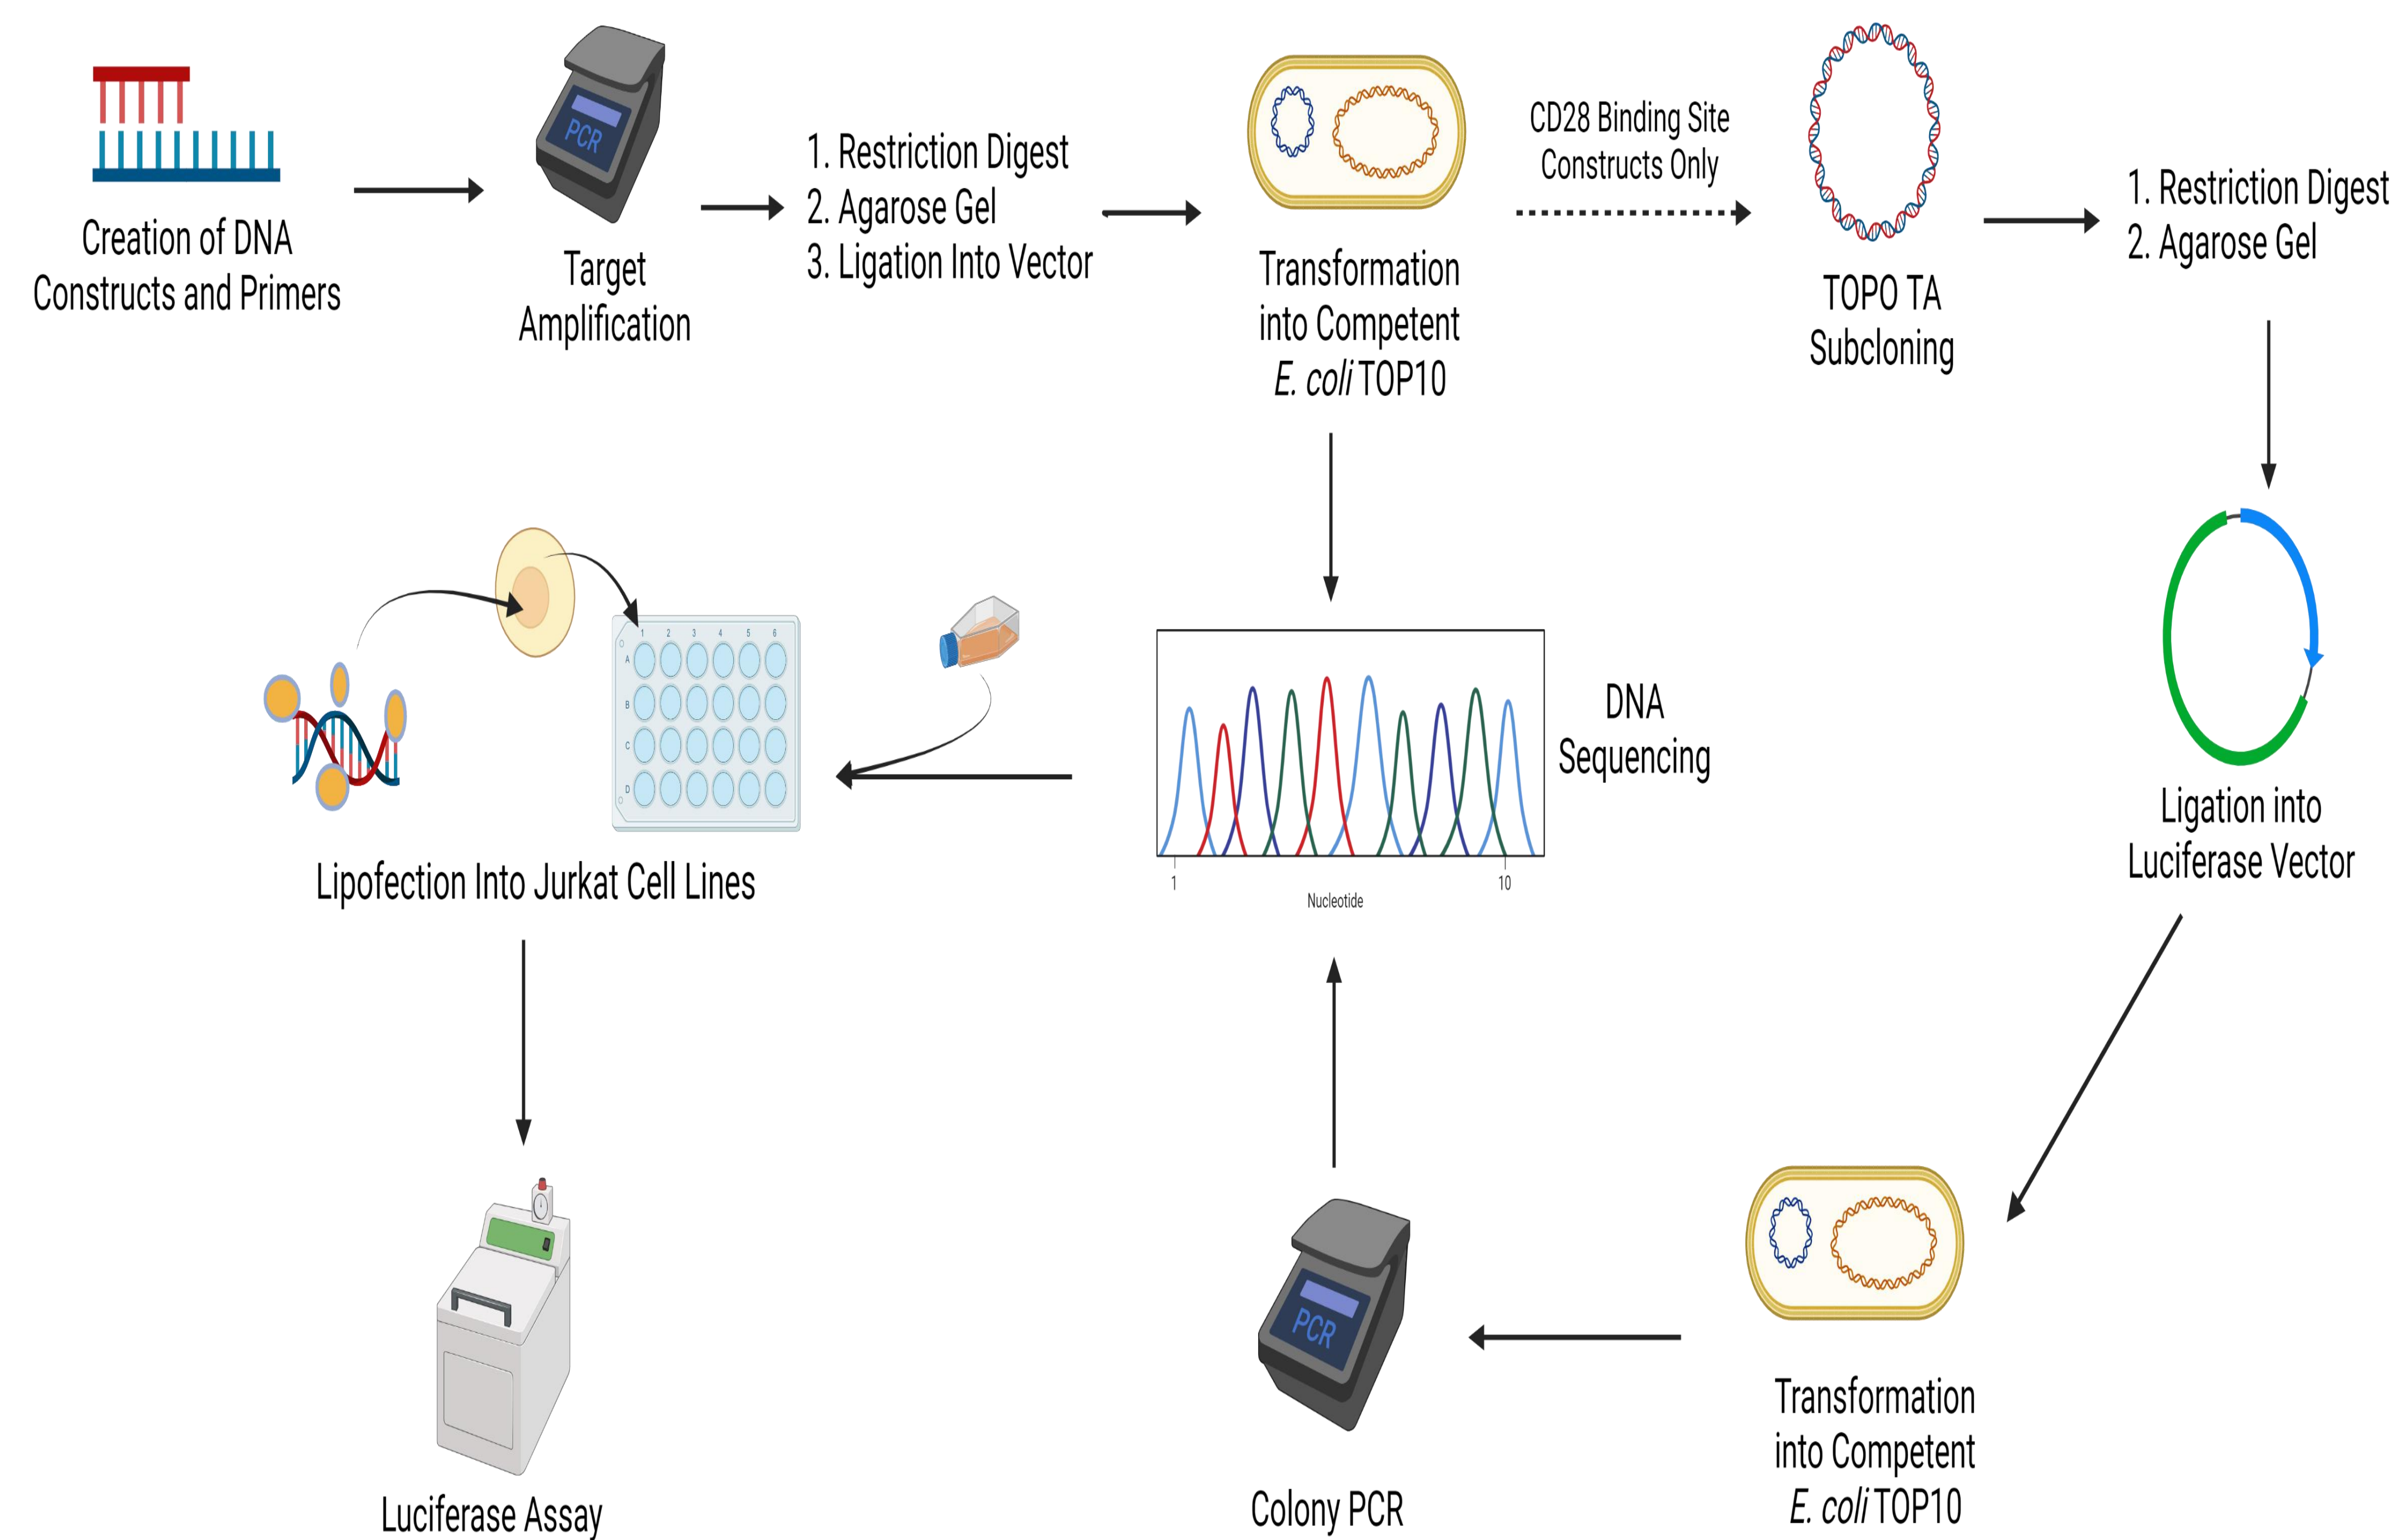 Creation of DNA
Constructs and Primers
PCR
Target
Amplification
1. Restriction Digest
2. Agarose Gel
3. Ligation Into Vector
Transformation
into Competent
E. coli TOP10
CD28 Binding Site
Constructs Only
TOPO TA
Subcloning
1. Restriction Digest
2. Agarose Gel
Ligation into
Luciferase Vector
Transformation
into Competent
E. coli TOP10
PCR
Colony PCR
DNA
Sequencing
1 10
Nucleotide
1 2 3 4 5 6
A
B
C
D
Lipofection Into Jurkat Cell Lines
Luciferase Assay